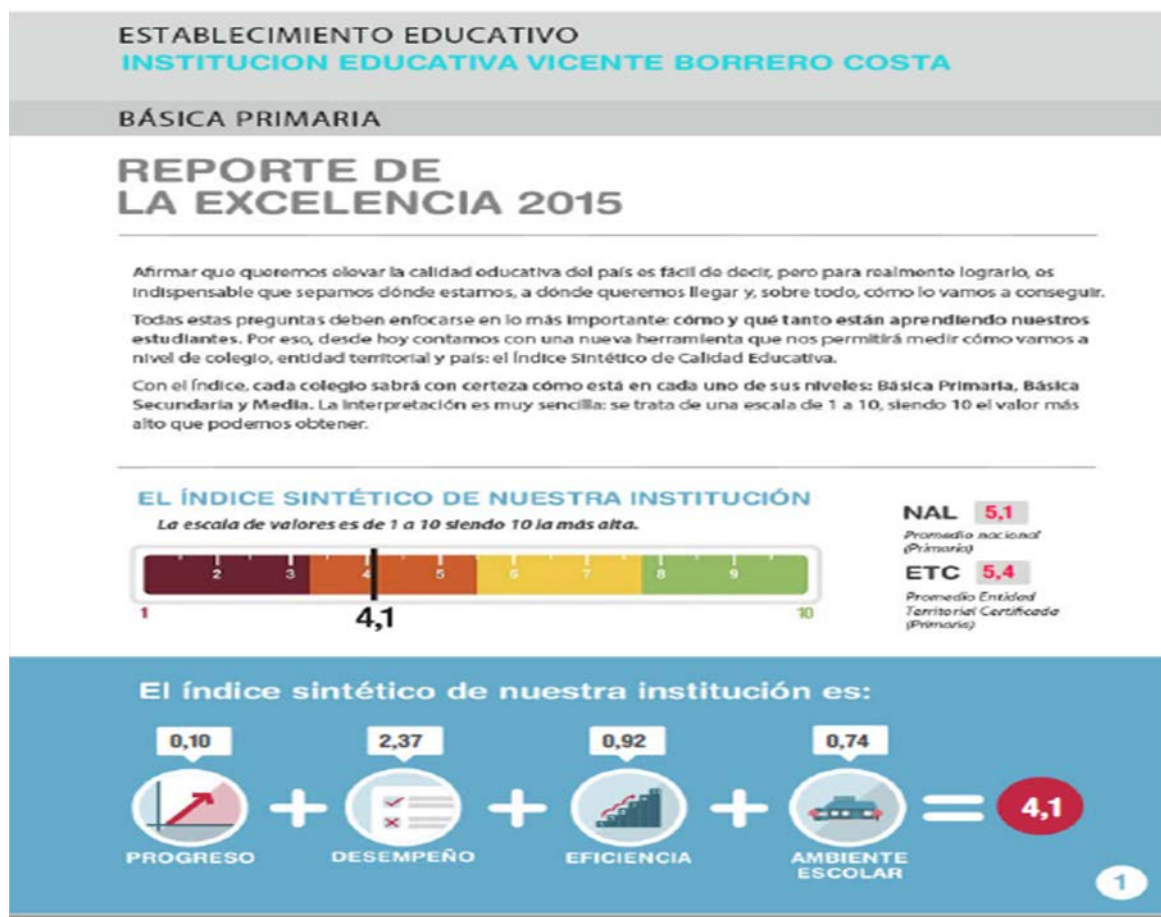 ESTABLECIMIENTO EDUCATIVO
INSTITUCION EDUCATIVA VICENTE BORRERO COSTA
BÁSICA PRIMARIA
REPORTE DE
LA EXCELENCIA 2015
Afirmar que queremos elevar la calidad educativa del país es fácil de decir, pero para realmente lograrlo, es
indispensable que sepamos dónde estamos, a dónde queremos llegar y, sobre todo, cómo lo vamos a conseguir.
Todas estas preguntas deben enfocarse en lo más importante: cómo y qué tanto están aprendiendo nuestros
estudiantes. Por eso, desde hoy contamos con una nueva herramienta que nos permitirá medir cómo vamos a
nivel de colegio, entidad territorial y país: el Índice Sintético de Calidad Educativa.
Con el Índice, cada colegio sabrá con certeza cómo está en cada uno de sus niveles: Básica Primaria, Básica
Secundaria y Media. La interpretación es muy sencilla: se trata de una escala de 1 a 10, siendo 10 el valor más
alto que podemos obtener.
EL ÍNDICE SINTÉTICO DE NUESTRA INSTITUCIÓN
La escala de valores es de 1 a 10 siendo 10 la más alta.
2 3 4 5 6 7 8 9
1 10
4,1
NAL 5,1
Promedio nacional
(Primaria)
ETC 5,4
Promedio Entidad
Territorial Certificada
(Primaria)
El índice sintético de nuestra institución es:
0,10 2,37 0,92 0,74
+ + + = 4,1
PROGRESO DESEMPEÑO EFICIENCIA AMBIENTE
ESCOLAR
1